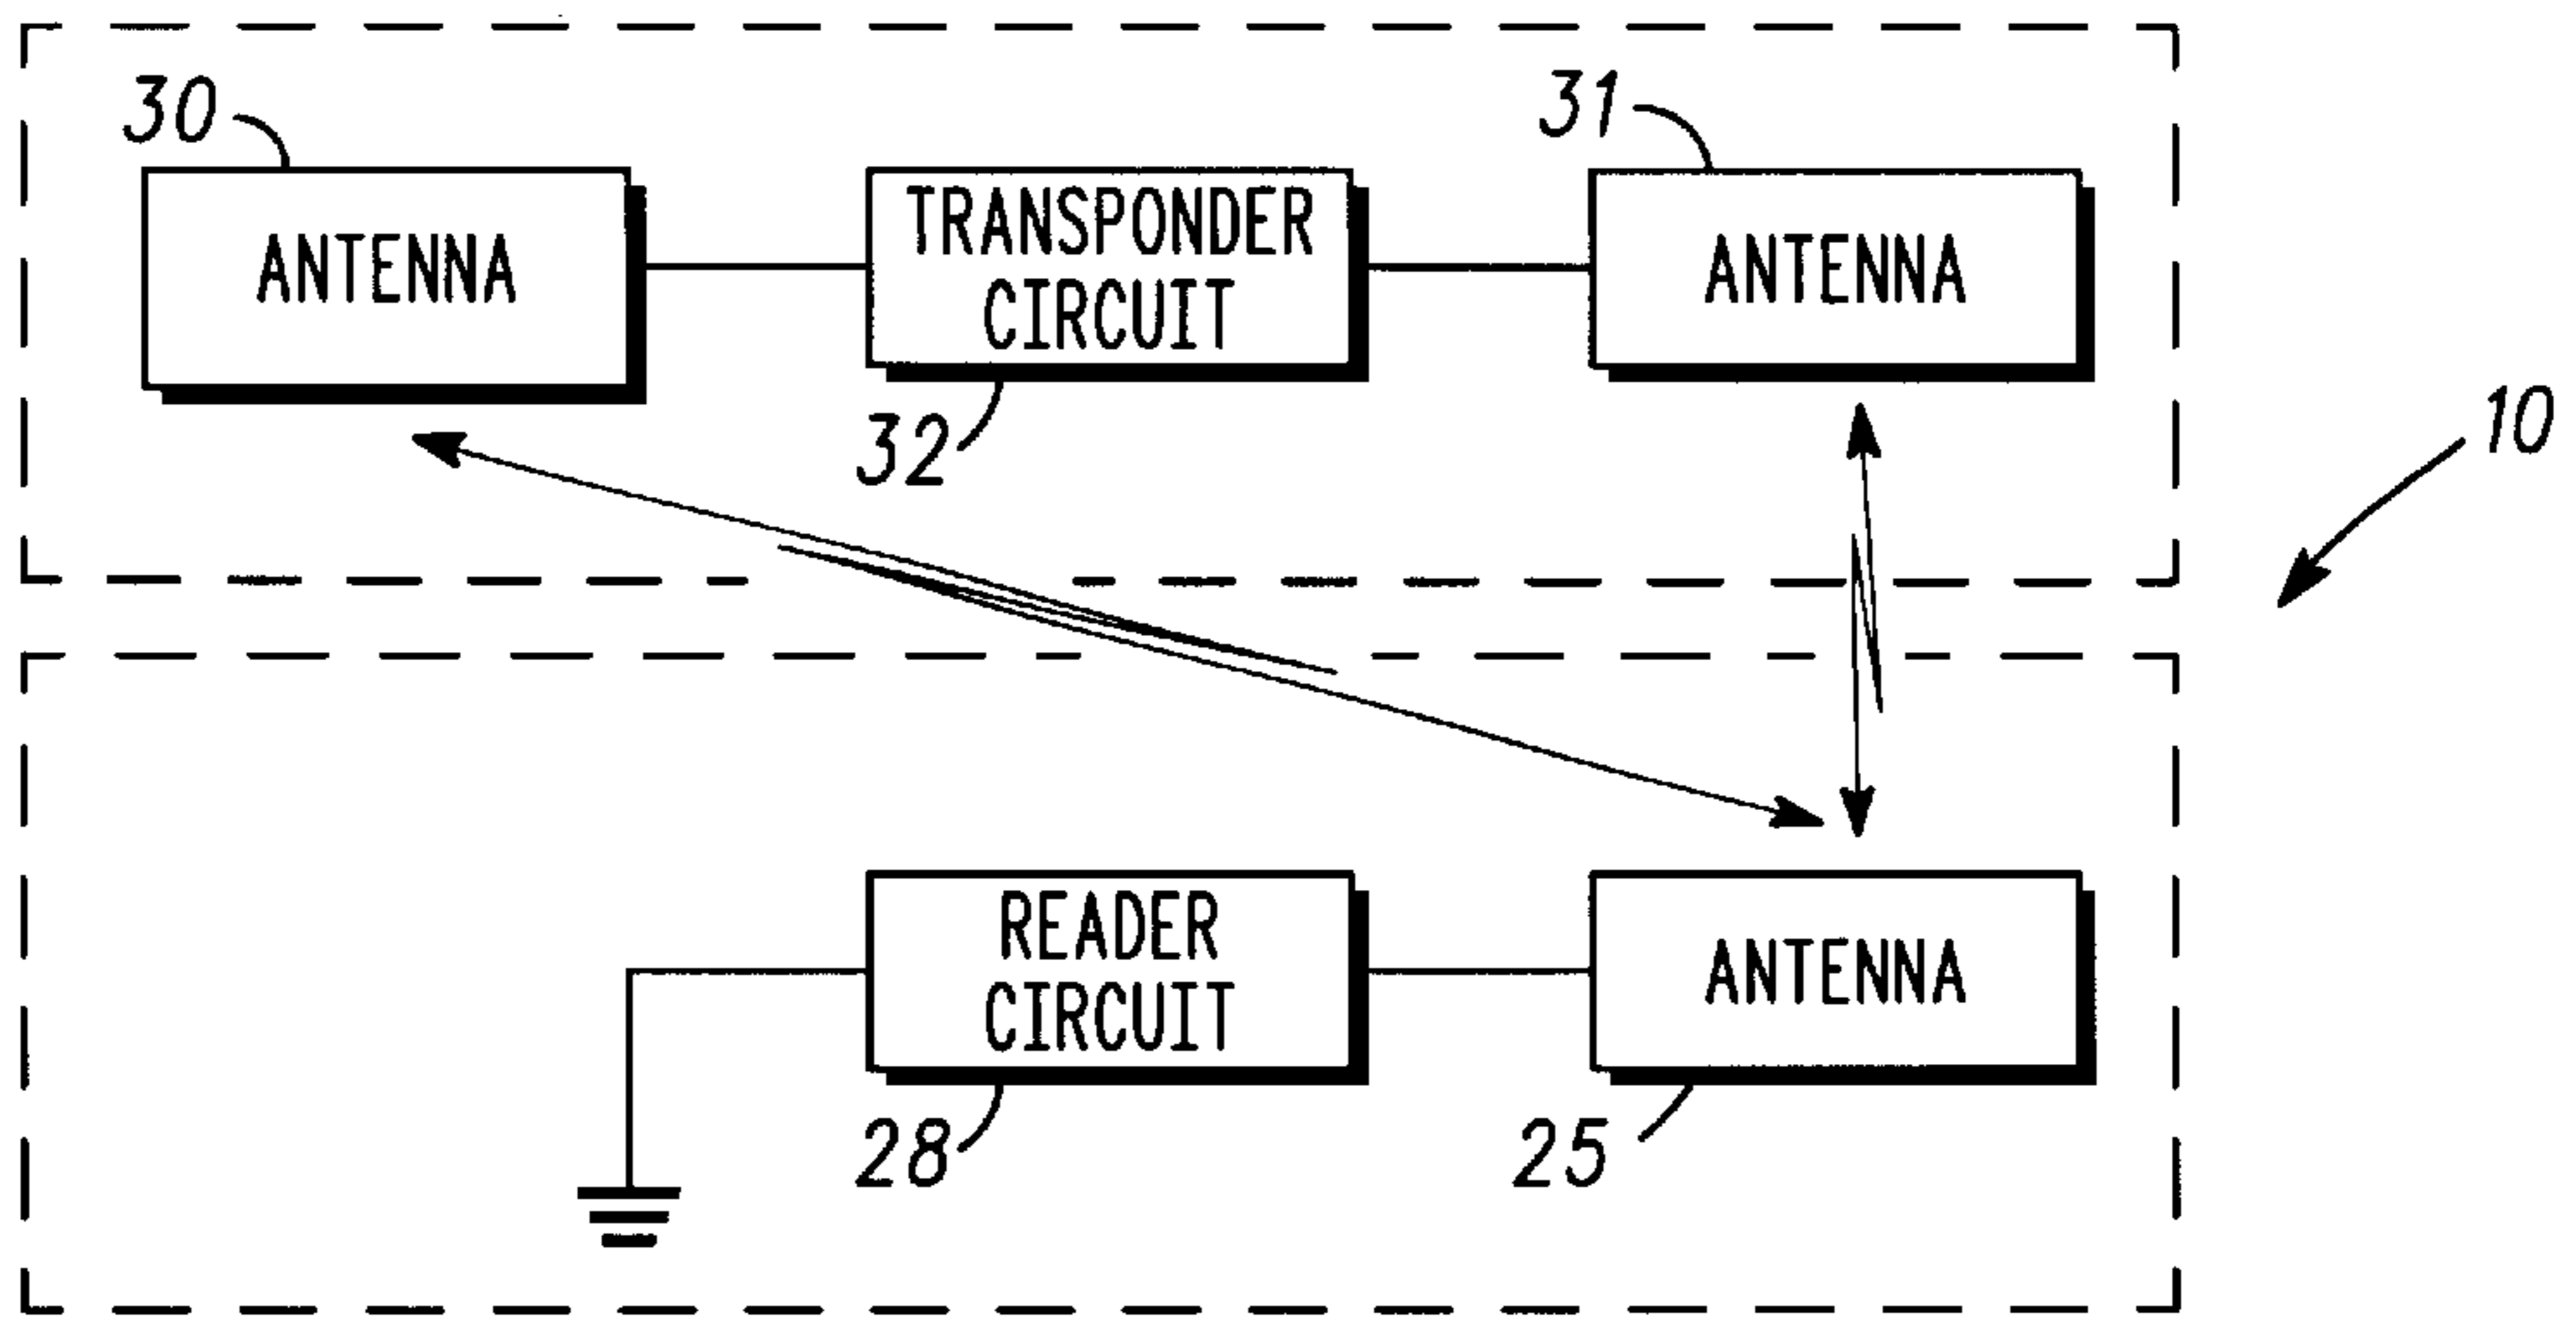 30
31
ANTENNA
TRANSPONDER
CIRCUIT
ANTENNA
32
10
READER
CIRCUIT
ANTENNA
28
25